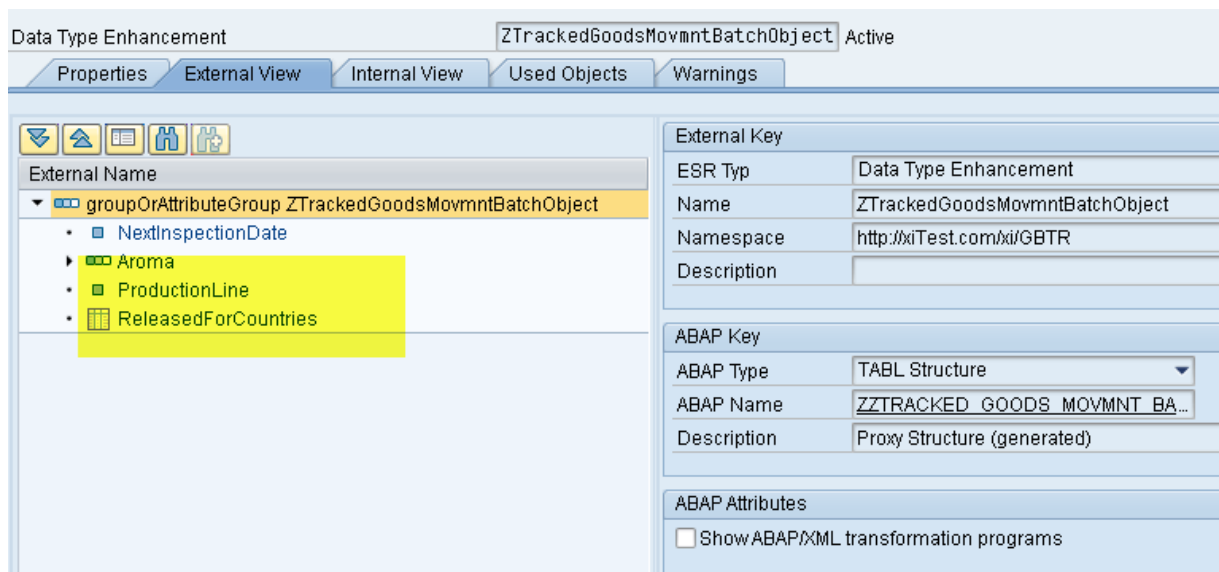 Data Type Enhancement ZTrackedGoodsMovmntBatchObject Active
Properties External View Internal View Used Objects Warnings
External Name
groupOrAttributeGroup ZTrackedGoodsMovmntBatchObject
NextInspectionDate
Aroma
ProductionLine
ReleasedForCountries
External Key
ESR Typ Data Type Enhancement
Name ZTrackedGoodsMovmntBatchObject
Namespace http://xiTest.com/xi/GBTR
Description
ABAP Key
ABAP Type TABL Structure
ABAP Name ZZTRACKED_GOODS_MOVMNT_BA…
Description Proxy Structure (generated)
ABAP Attributes
Show ABAP/XML transformation programs